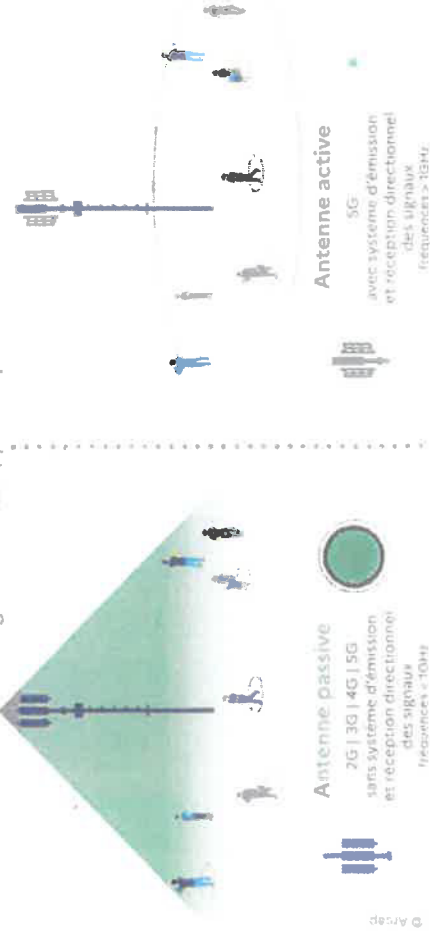 Antenne passive
2G | 3G | 4G | 5G
sans système d'émission
et réception directionnel
des signaux
fréquences < 1GHz
Antenne active
5G
avec système d'émission
et réception directionnel
des signaux
fréquences > 1GHz
© Arcep